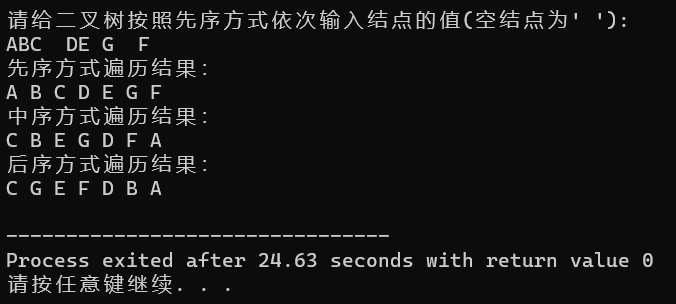 请给二叉树按照先序方式依次输入结点的值(空结点为' '):
ABC  DE G  F
先序方式遍历结果:
A B C D E G F
中序方式遍历结果:
C B E G D F A
后序方式遍历结果:
C G E F D B A
--------------------------------
Process exited after 24.63 seconds with return value 0
请按任意键继续. . .